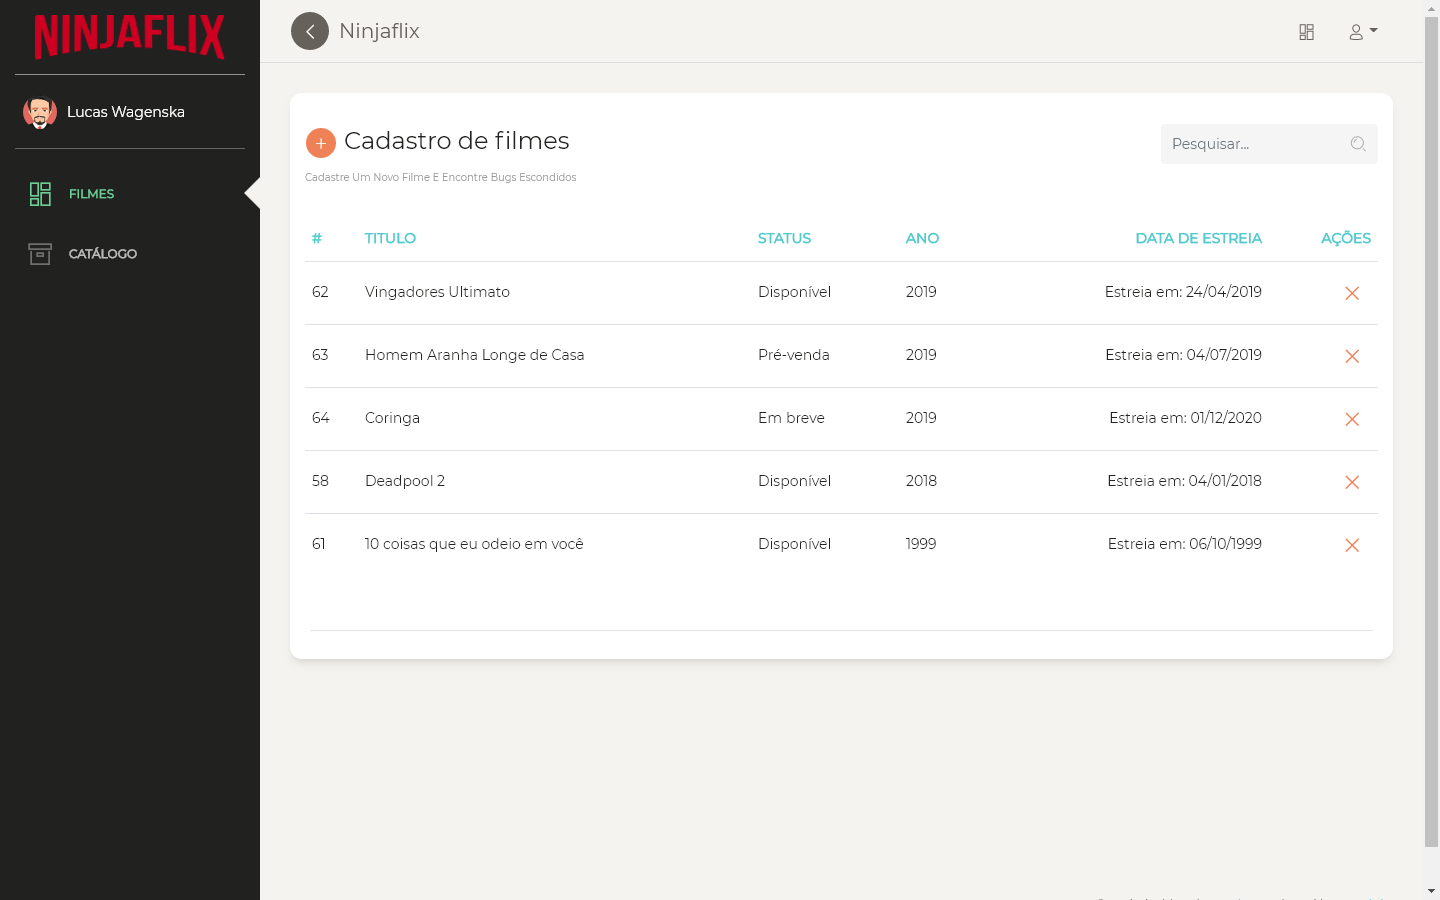 NINJAFLIX
Ninjaflix
Lucas Wagenska
FILMES
CATÁLOGO
+ Cadastro de filmes
Pesquisar...
Cadastre Um Novo Filme E Encontre Bugs Escondidos
# TITULO STATUS ANO DATA DE ESTREIA AÇÕES
62 Vingadores Ultimato Disponível 2019 Estreia em: 24/04/2019
63 Homem Aranha Longe de Casa Pré-venda 2019 Estreia em: 04/07/2019
64 Coringa Em breve 2019 Estreia em: 01/12/2020
58 Deadpool 2 Disponível 2018 Estreia em: 04/01/2018
61 10 coisas que eu odeio em você Disponível 1999 Estreia em: 06/10/1999